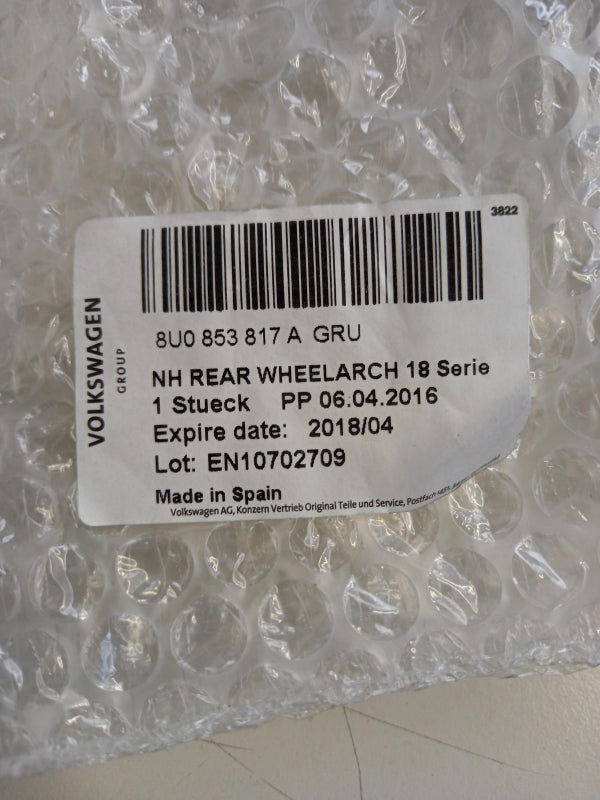 3822
8U0 853 817 A GRU
VOLKSWAGEN
GROUP
NH REAR WHEELARCH 18 Serie
1 Stueck PP 06.04.2016
Expire date: 2018/04
Lot: EN10702709
Made in Spain
Volkswagen AG, Konzern Vertrieb Original Teile und Service, Postfach